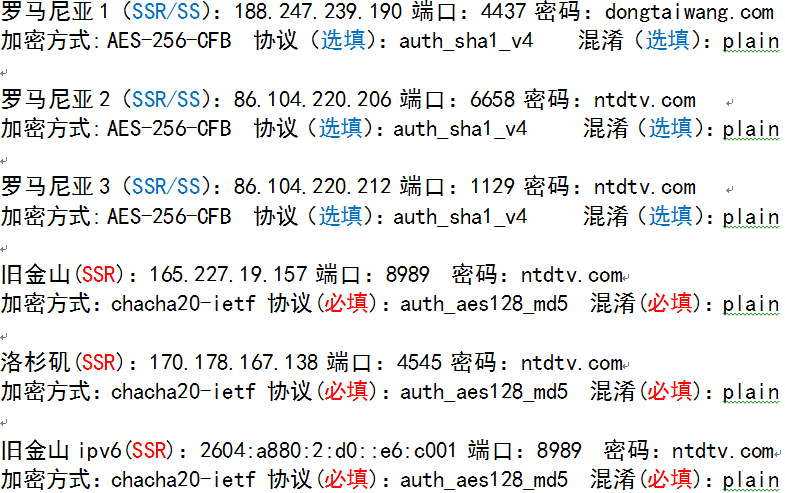 罗马尼亚 1（SSR/SS）：188.247.239.190 端口：4437 密码：dongtaiwang.com
加密方式：AES-256-CFB 协议（选填）：auth_sha1_v4 混淆（选填）：plain
罗马尼亚 2（SSR/SS）：86.104.220.206 端口：6658 密码：ntdtv.com
加密方式：AES-256-CFB 协议（选填）：auth_sha1_v4 混淆（选填）：plain
罗马尼亚 3（SSR/SS）：86.104.220.212 端口：1129 密码：ntdtv.com
加密方式：AES-256-CFB 协议（选填）：auth_sha1_v4 混淆（选填）：plain
旧金山(SSR)：165.227.19.157 端口：8989 密码：ntdtv.com
加密方式：chacha20-ietf 协议(必填)：auth_aes128_md5 混淆(必填)：plain
洛杉矶(SSR)：170.178.167.138 端口：4545 密码：ntdtv.com
加密方式：chacha20-ietf 协议(必填)：auth_aes128_md5 混淆(必填)：plain
旧金山 ipv6(SSR)：2604:a880:2:d0::e6:c001 端口：8989 密码：ntdtv.com
加密方式：chacha20-ietf 协议(必填)：auth_aes128_md5 混淆(必填)：plain